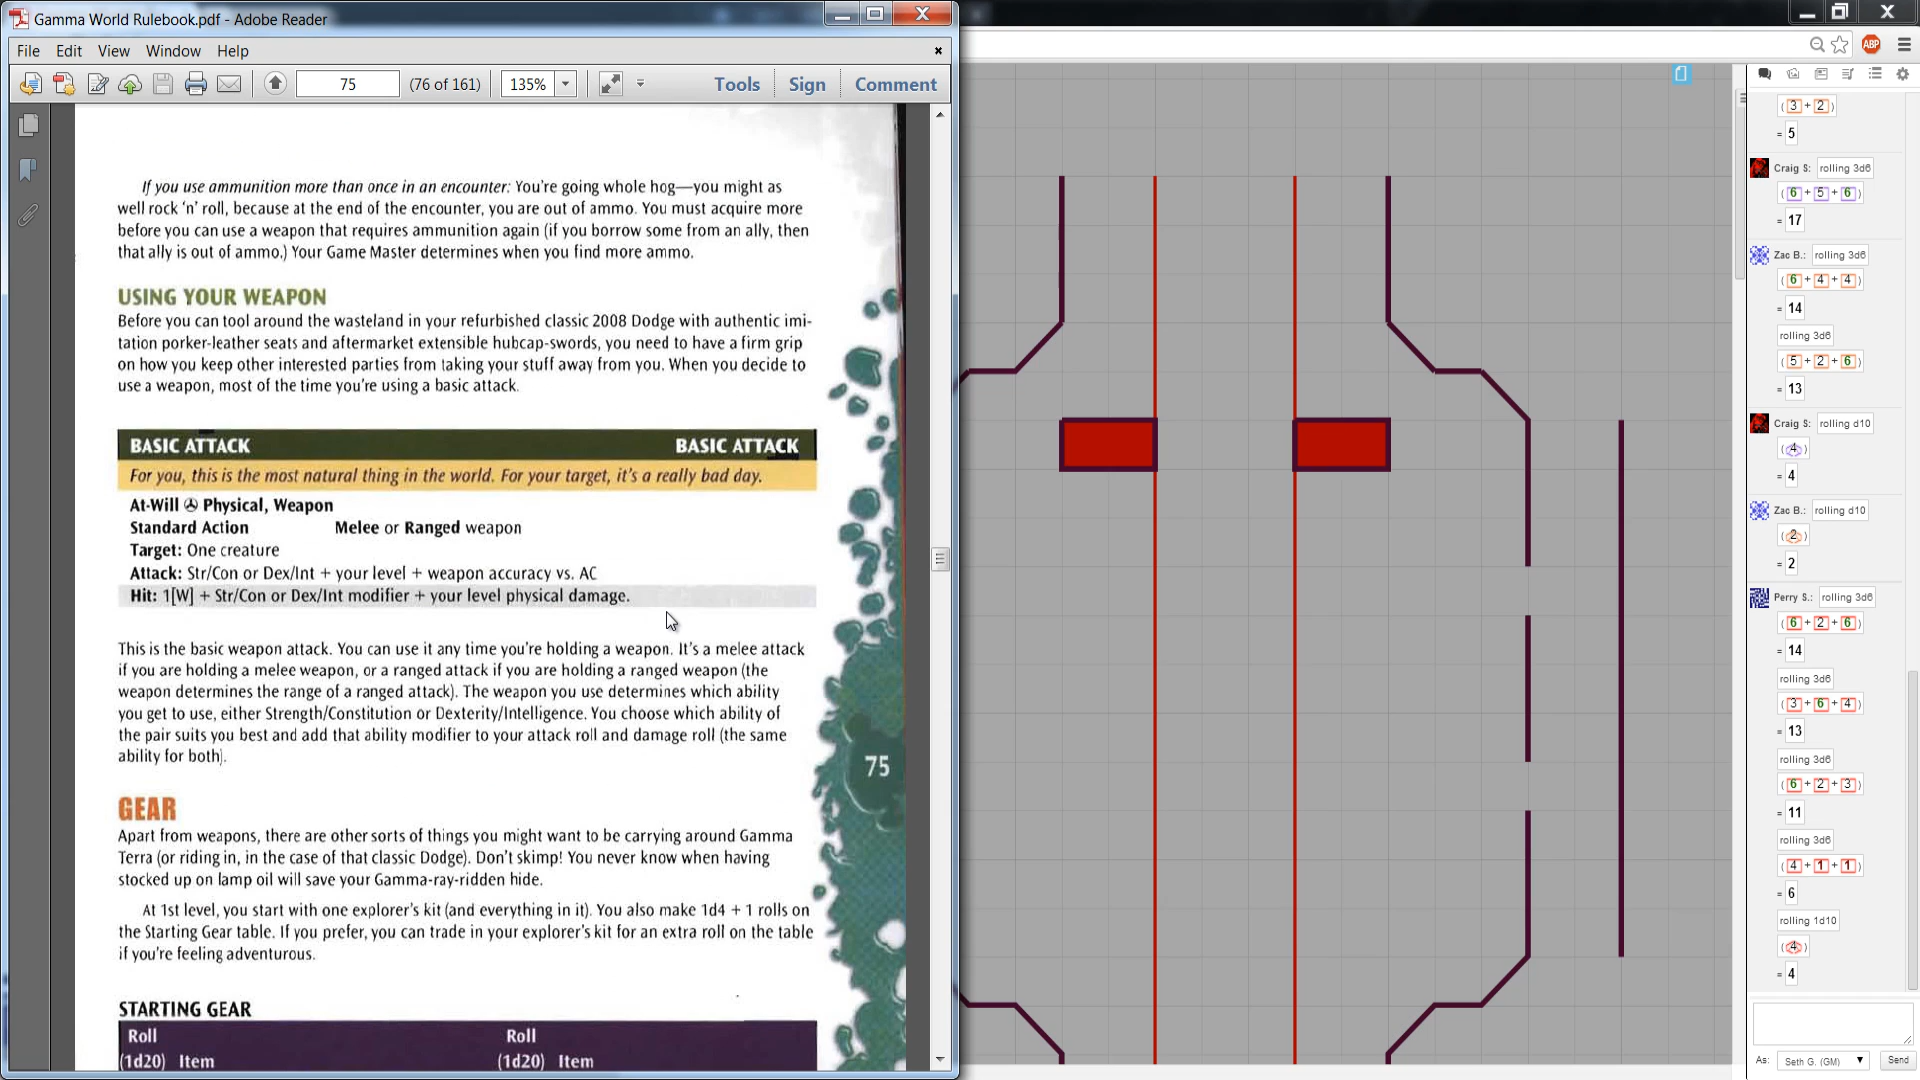 Gamma World Rulebook.pdf - Adobe Reader
File Edit View Window Help
75 (76 of 161) 135% Tools Sign Comment
If you use ammunition more than once in an encounter: You're going whole hog—you might as
well rock 'n' roll, because at the end of the encounter, you are out of ammo. You must acquire more
before you can use a weapon that requires ammunition again (if you borrow some from an ally, then
that ally is out of ammo.) Your Game Master determines when you find more ammo.
USING YOUR WEAPON
Before you can tool around the wasteland in your refurbished classic 2008 Dodge with authentic imi-
tation porker-leather seats and aftermarket extensible hubcap-swords, you need to have a firm grip
on how you keep other interested parties from taking your stuff away from you. When you decide to
use a weapon, most of the time you're using a basic attack.
BASIC ATTACK BASIC ATTACK
For you, this is the most natural thing in the world. For your target, it's a really bad day.
At-Will Physical, Weapon
Standard Action Melee or Ranged weapon
Target: One creature
Attack: Str/Con or Dex/Int + your level + weapon accuracy vs. AC
Hit: 1[W] + Str/Con or Dex/Int modifier + your level physical damage.
This is the basic weapon attack. You can use it any time you're holding a weapon. It's a melee attack
if you are holding a melee weapon, or a ranged attack if you are holding a ranged weapon (the
weapon determines the range of a ranged attack). The weapon you use determines which ability
you get to use, either Strength/Constitution or Dexterity/Intelligence. You choose which ability of
the pair suits you best and add that ability modifier to your attack roll and damage roll (the same
ability for both).
75
GEAR
Apart from weapons, there are other sorts of things you might want to be carrying around Gamma
Terra (or riding in, in the case of that classic Dodge). Don't skimp! You never know when having
stocked up on lamp oil will save your Gamma-ray-ridden hide.
At 1st level, you start with one explorer's kit (and everything in it). You also make 1d4 + 1 rolls on
the Starting Gear table. If you prefer, you can trade in your explorer's kit for an extra roll on the table
if you're feeling adventurous.
STARTING GEAR
Roll Roll
(1d20) Item (1d20) Item
ABP
(3+2)
= 5
Craig S: rolling 3d6
(6+5+6)
= 17
Zac B.: rolling 3d6
(6+4+4)
= 14
rolling 3d6
(5+2+6)
= 13
Craig S: rolling d10
(4)
= 4
Zac B.: rolling d10
(2)
= 2
Perry S.: rolling 3d6
(6+2+6)
= 14
rolling 3d6
(3+6+4)
= 13
rolling 3d6
(6+2+3)
= 11
rolling 3d6
(4+1+1)
= 6
rolling 1d10
(4)
= 4
As: Seth G. (GM) Send